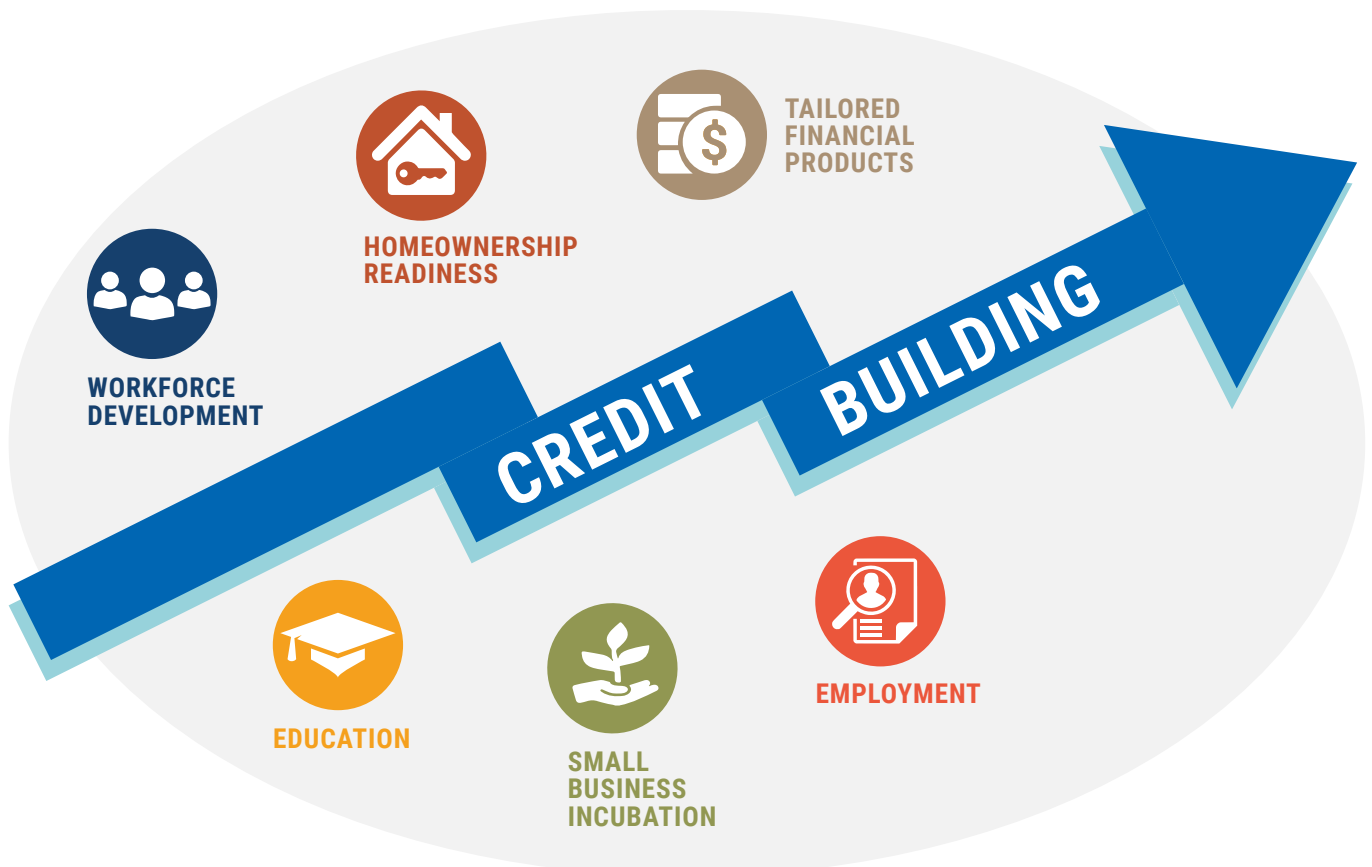 TAILORED
FINANCIAL
PRODUCTS
HOMEOWNERSHIP
READINESS
WORKFORCE
DEVELOPMENT
CREDIT
BUILDING
EDUCATION
SMALL
BUSINESS
INCUBATION
EMPLOYMENT
$